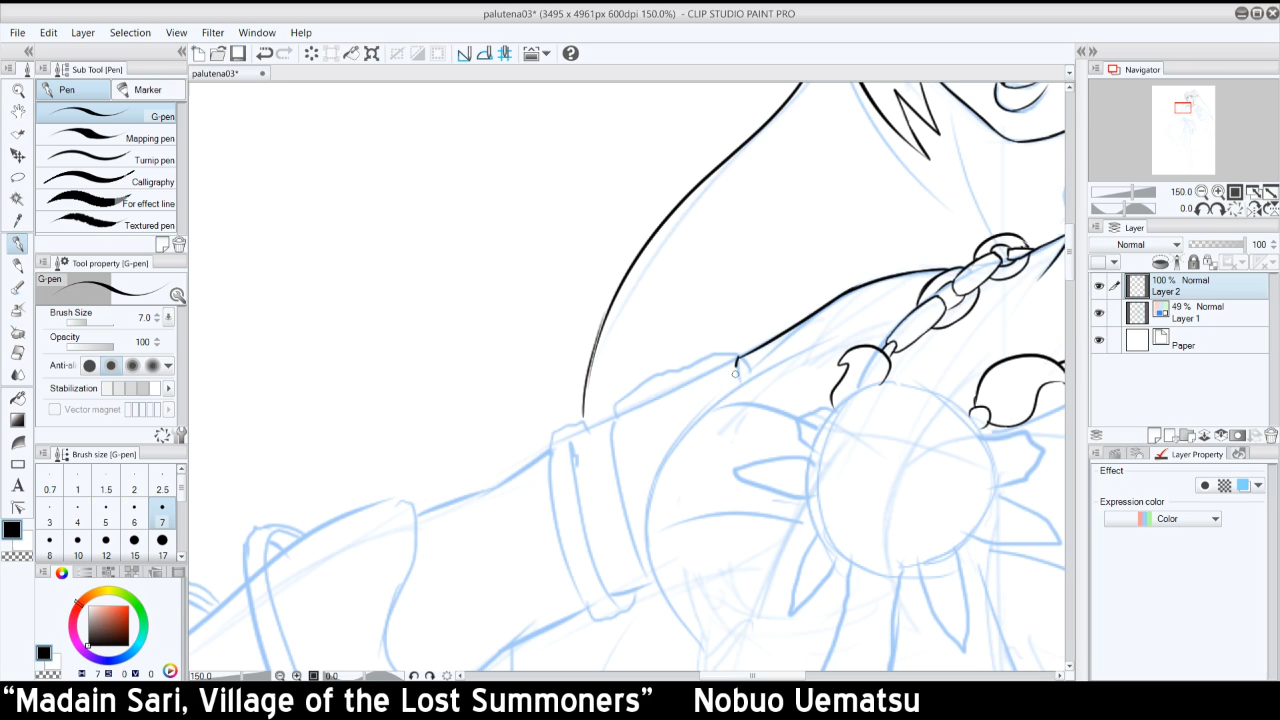 palutena03* (3495 x 4961px 600dpi 150.0%)  - CLIP STUDIO PAINT PRO
File Edit Layer Selection View Filter Window Help
Sub Tool [Pen]
palutena03*
Navigator
Pen Marker
G-pen
Mapping pen
Turnip pen
Calligraphy
For effect line
Textured pen
150.0
0.0
Tool property [G-pen]
G-pen
Brush Size 7.0
Opacity 100
Anti-ali
Stabilization
Vector magnet
Layer
Normal 100
100 % Normal
Layer 2
49 % Normal
Layer 1
Paper
Brush size [G-pen]
0.7 1 1.5 2 2.5
3 4 5 6 7
8 10 12 15 17
Layer Property
Effect
Expression color
Color
H 7 S 0 V 0
150.0 0.0
“Madain Sari, Village of the Lost Summoners” Nobuo Uematsu